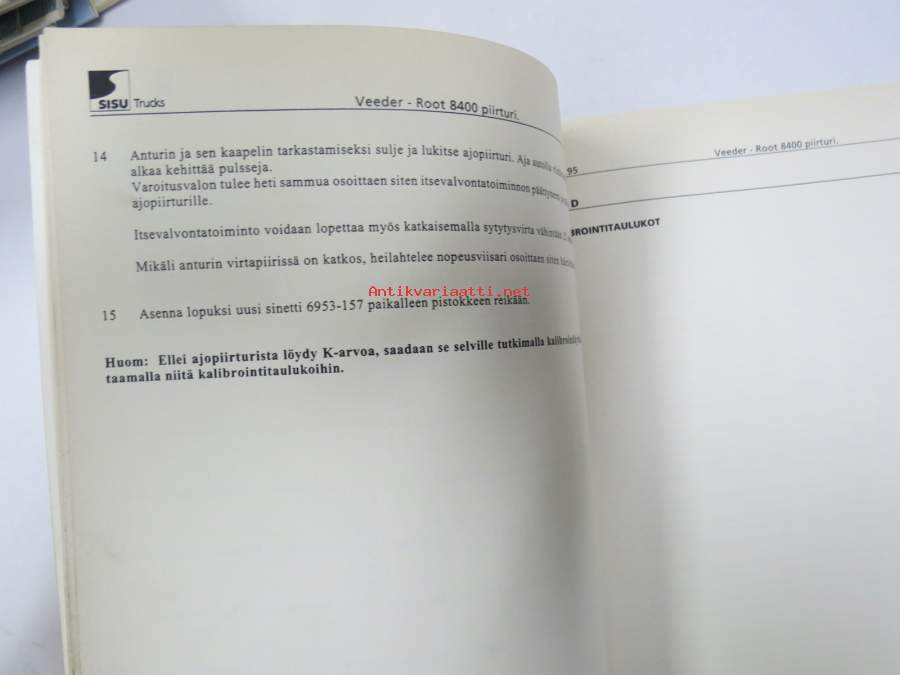 SISU Trucks
Veeder - Root 8400 piirturi.
14 Anturin ja sen kaapelin tarkastamiseksi sulje ja lukitse ajopiirturi. Aja autolla
alkaa kehittää pulsseja.
Varoitusvalon tulee heti sammua osoittaen siten itsevalvontatoiminnon
ajopiirturille.
Itsevalvontatoiminto voidaan lopettaa myös katkaisemalla sytytysvirta vähintään
Mikäli anturin virtapiirissä on katkos, heilahtelee nopeusviisari osoittaen siten
Antikvariaatti.net
15 Asenna lopuksi uusi sinetti 6953-157 paikalleen pistokkeen reikään.
Huom: Ellei ajopiirturista löydy K-arvoa, saadaan se selville tutkimalla
taamalla niitä kalibrointitaulukoihin.
Veeder - Root 8400 piirturi.
95
D
BROINTITAULUKOT